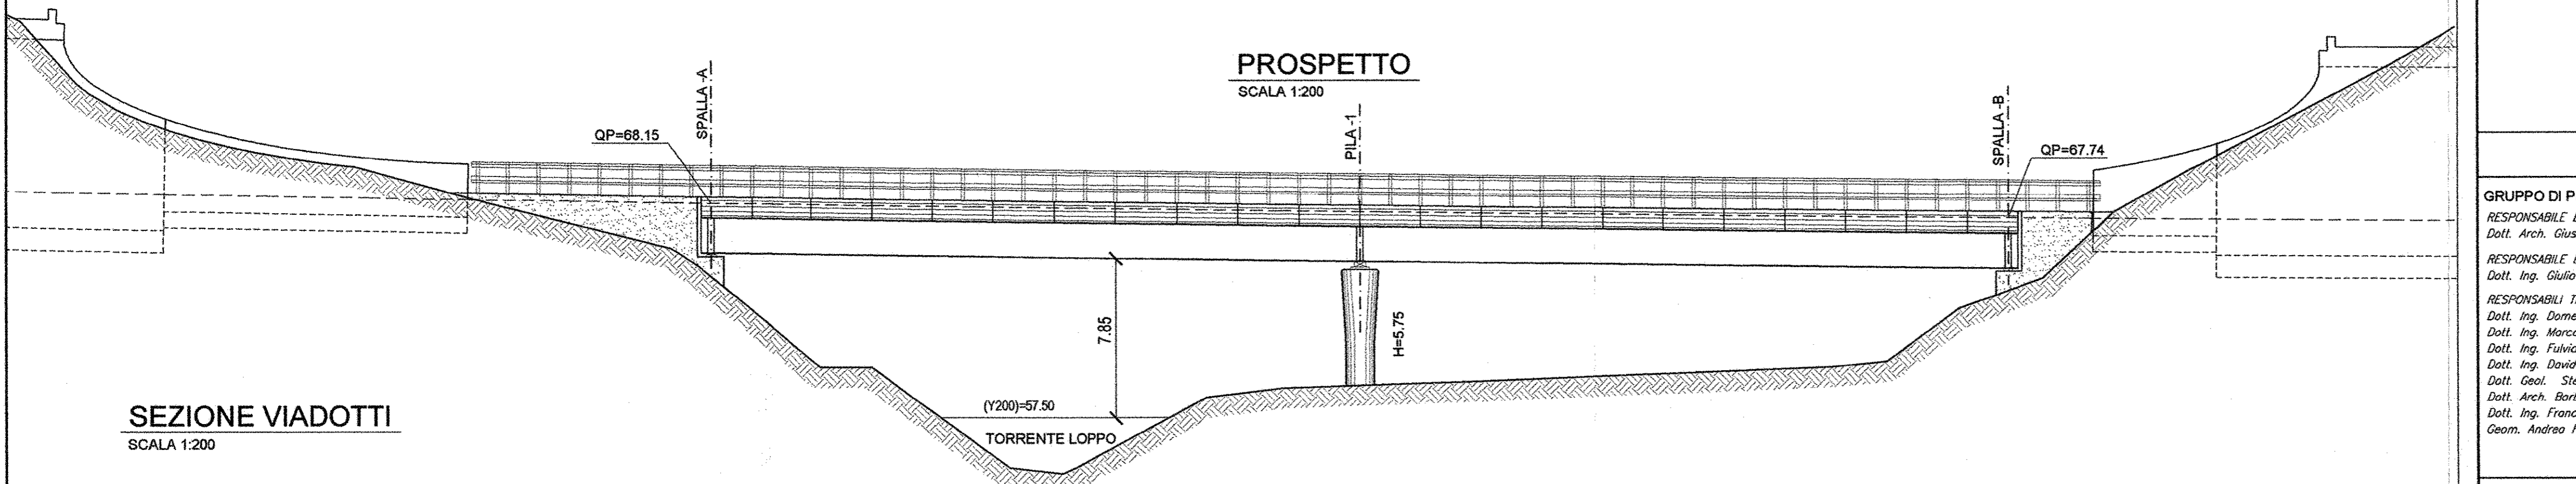 PROSPETTO
SCALA 1:200
SPALLA -A
QP=68.15
PILA -1
SPALLA -B
QP=67.74
7.85
H=5.75
(Y200)=57.50
TORRENTE LOPPO
SEZIONE VIADOTTI
SCALA 1:200
GRUPPO DI P
RESPONSABILE
Dott. Arch. Gius
RESPONSABILE
Dott. Ing. Giulio
RESPONSABILI
Dott. Ing. Dome
Dott. Ing. Marce
Dott. Ing. Fulvio
Dott. Ing. David
Dott. Geol. Ste
Dott. Arch. Barb
Dott. Ing. Franc
Geom. Andrea